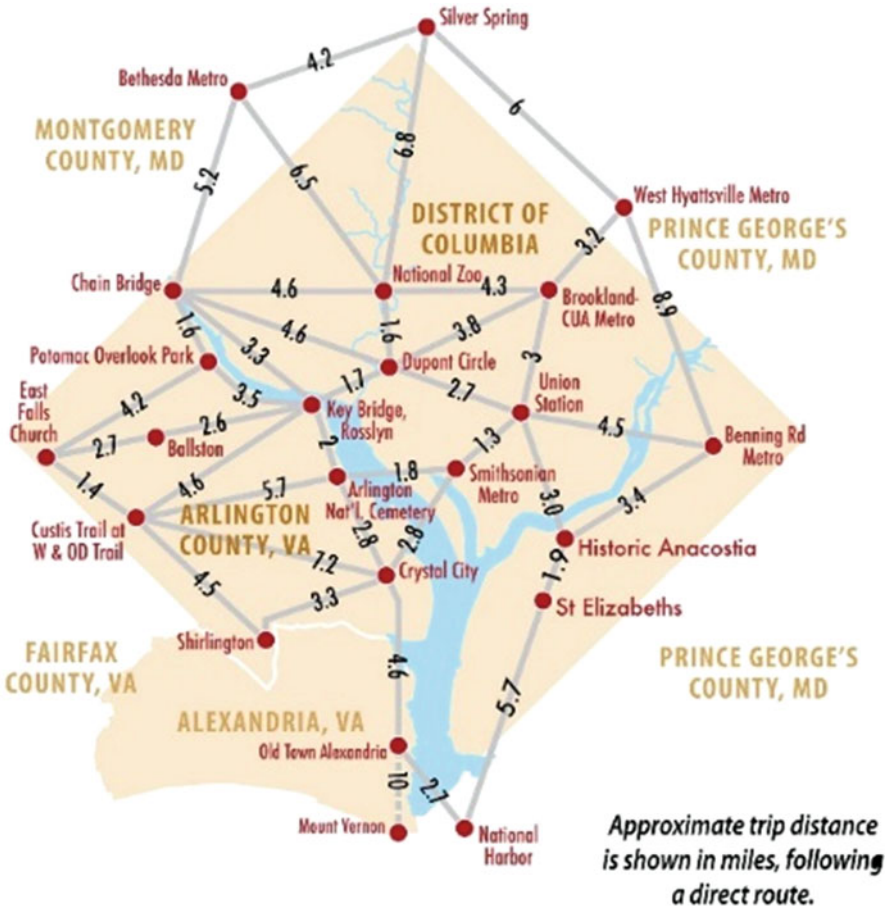 Silver Spring
4.2
Bethesda Metro
MONTGOMERY
COUNTY, MD
6
5.2
6.5
8.9
West Hyattsville Metro
DISTRICT OF
COLUMBIA
PRINCE GEORGE'S
COUNTY, MD
3.2
Chain Bridge
4.6
National Zoo
4.3
Brookland-
CUA Metro
8.9
1.6
3.3
4.6
1.6
3.8
3
Potomac Overlook Park
Dupont Circle
East
Falls
Church
4.2
3.5
1.7
2.7
Union
Station
2.6
Key Bridge,
Rosslyn
4.5
Benning Rd
Metro
2.7
Ballston
2
1.3
1.4
4.6
5.7
1.8
Smithsonian
Metro
3.0
3.4
Arlington
Nat'l. Cemetery
Custis Trail at
W & OD Trail
ARLINGTON
COUNTY, VA
2.8
2.8
Historic Anacostia
7.2
Crystal City
1.9
4.5
3.3
St Elizabeths
Shirlington
FAIRFAX
COUNTY, VA
4.6
PRINCE GEORGE'S
COUNTY, MD
5.7
ALEXANDRIA, VA
Old Town Alexandria
10
2.7
Mount Vernon
National
Harbor
Approximate trip distance
is shown in miles, following
a direct route.